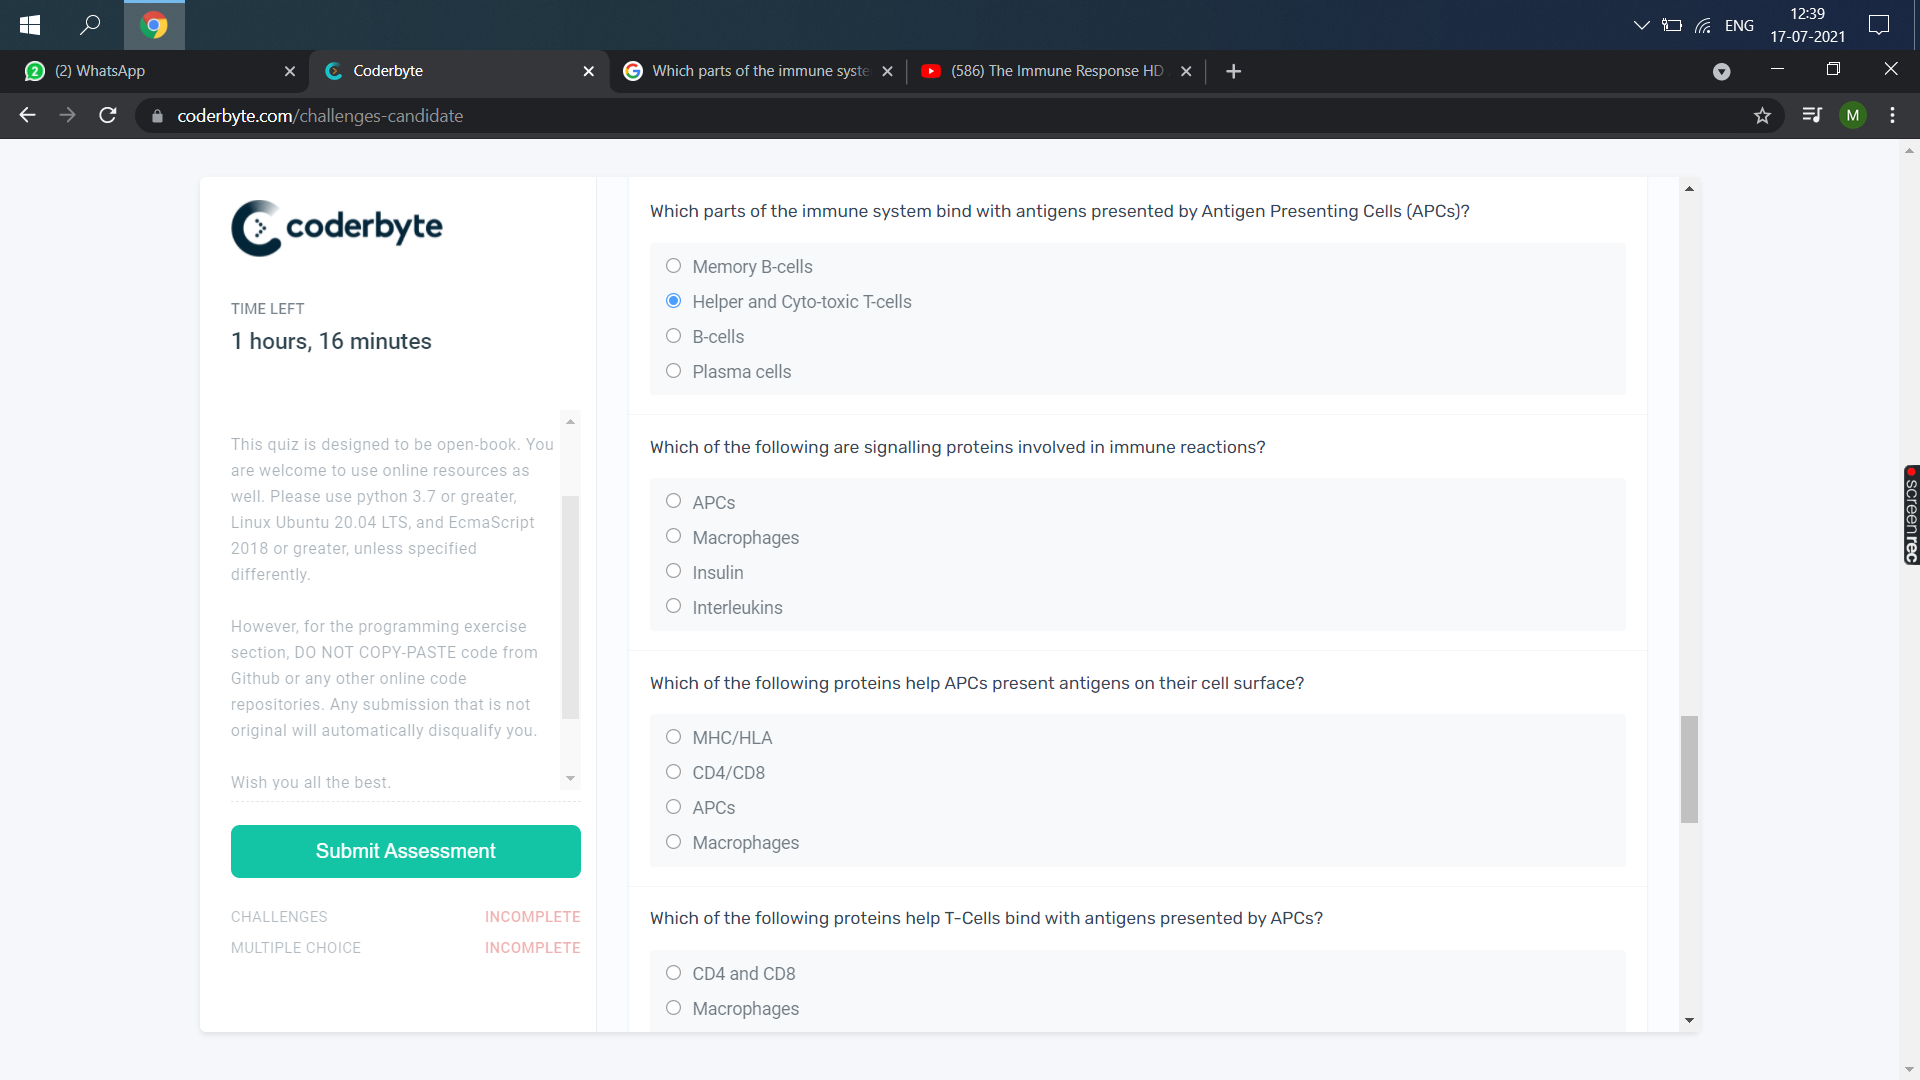 ENG
12:39
17-07-2021
2
(2) WhatsApp
Coderbyte
Which parts of the immune syste
(586) The Immune Response HD
coderbyte.com/challenges-candidate
M
coderbyte
TIME LEFT
1 hours, 16 minutes
This quiz is designed to be open-book. You
are welcome to use online resources as
well. Please use python 3.7 or greater,
Linux Ubuntu 20.04 LTS, and EcmaScript
2018 or greater, unless specified
differently.
However, for the programming exercise
section, DO NOT COPY-PASTE code from
Github or any other online code
repositories. Any submission that is not
original will automatically disqualify you.
Wish you all the best.
Submit Assessment
CHALLENGES INCOMPLETE
MULTIPLE CHOICE INCOMPLETE
Which parts of the immune system bind with antigens presented by Antigen Presenting Cells (APCs)?
Memory B-cells
Helper and Cyto-toxic T-cells
B-cells
Plasma cells
Which of the following are signalling proteins involved in immune reactions?
APCs
Macrophages
Insulin
Interleukins
Which of the following proteins help APCs present antigens on their cell surface?
MHC/HLA
CD4/CD8
APCs
Macrophages
Which of the following proteins help T-Cells bind with antigens presented by APCs?
CD4 and CD8
Macrophages
screenrec